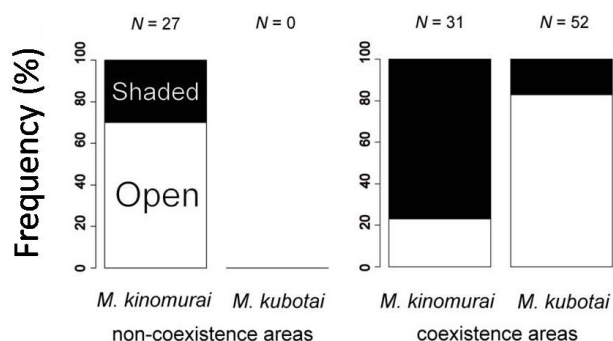 N = 27
N = 0
N = 31
N = 52
Frequency (%)
100
80
60
40
20
0
Shaded
Open
100
80
60
40
20
0
M. kinomurai
M. kubotai
M. kinomurai
M. kubotai
non-coexistence areas
coexistence areas